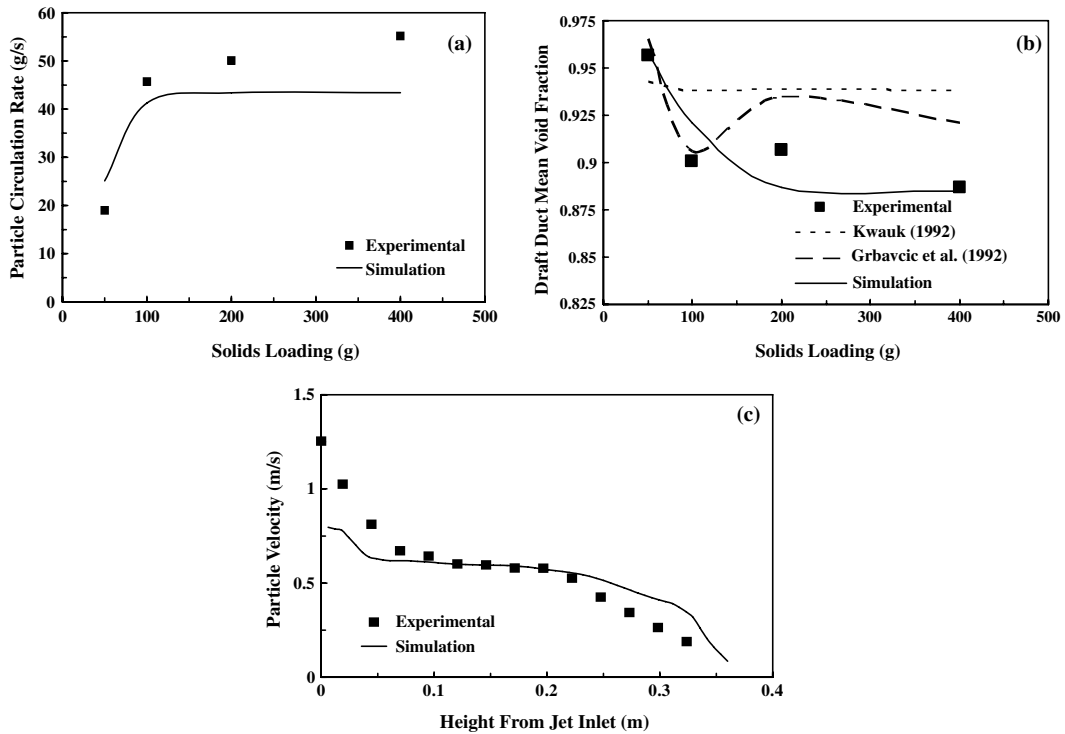 60
50
40
30
20
10
0
0
100
200
300
400
500
Particle Circulation Rate (g/s)
Solids Loading (g)
(a)
Experimental
Simulation
0.975
0.95
0.925
0.9
0.875
0.85
0.825
0
100
200
300
400
500
Draft Duct Mean Void Fraction
Solids Loading (g)
(b)
Experimental
Kwauk (1992)
Grbavcic et al. (1992)
Simulation
1.5
1
0.5
0
0
0.1
0.2
0.3
0.4
Particle Velocity (m/s)
Height From Jet Inlet (m)
(c)
Experimental
Simulation